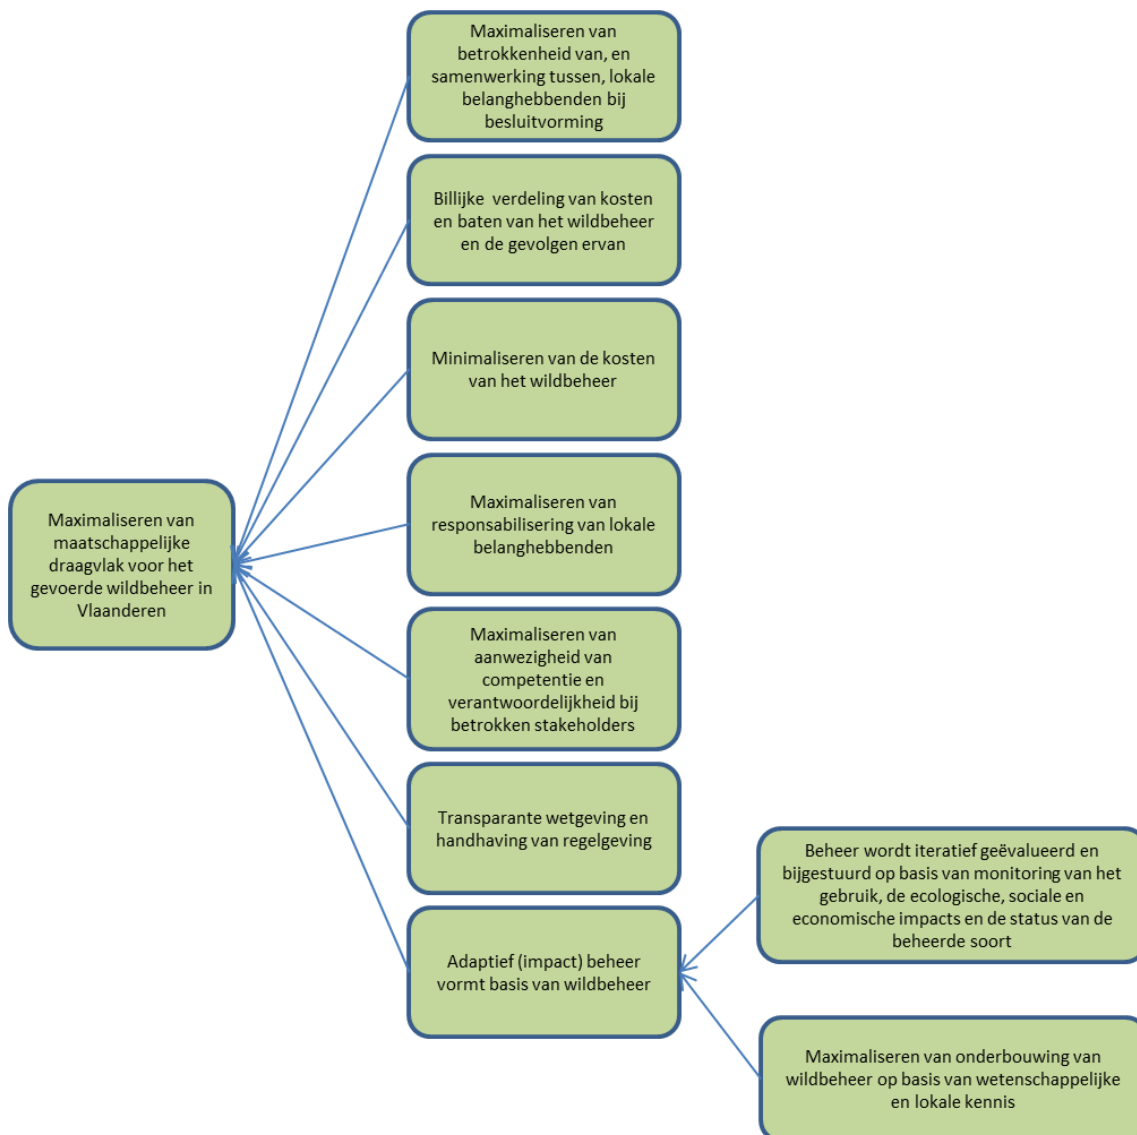 Maximaliseren van
betrokkenheid van, en
samenwerking tussen, lokale
belanghebbenden bij
besluitvorming
Billijke verdeling van kosten
en baten van het wildbeheer
en de gevolgen ervan
Minimaliseren van de kosten
van het wildbeheer
Maximaliseren van
maatschappelijke
draagvlak voor het
gevoerde wildbeheer in
Vlaanderen
Maximaliseren van
responsabilisering van lokale
belanghebbenden
Maximaliseren van
aanwezigheid van
competentie en
verantwoordelijkheid bij
betrokken stakeholders
Transparante wetgeving en
handhaving van regelgeving
Adaptief (impact) beheer
vormt basis van wildbeheer
Beheer wordt iteratief geëvalueerd en
bijgestuurd op basis van monitoring van het
gebruik, de ecologische, sociale en
economische impacts en de status van de
beheerde soort
Maximaliseren van onderbouwing van
wildbeheer op basis van wetenschappelijke
en lokale kennis